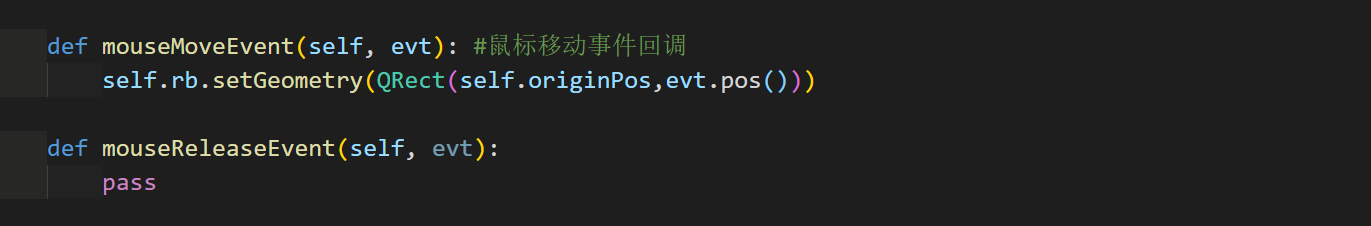 def mouseMoveEvent(self, evt): #鼠标移动事件回调
self.rb.setGeometry(QRect(self.originPos,evt.pos()))
def mouseReleaseEvent(self, evt):
pass